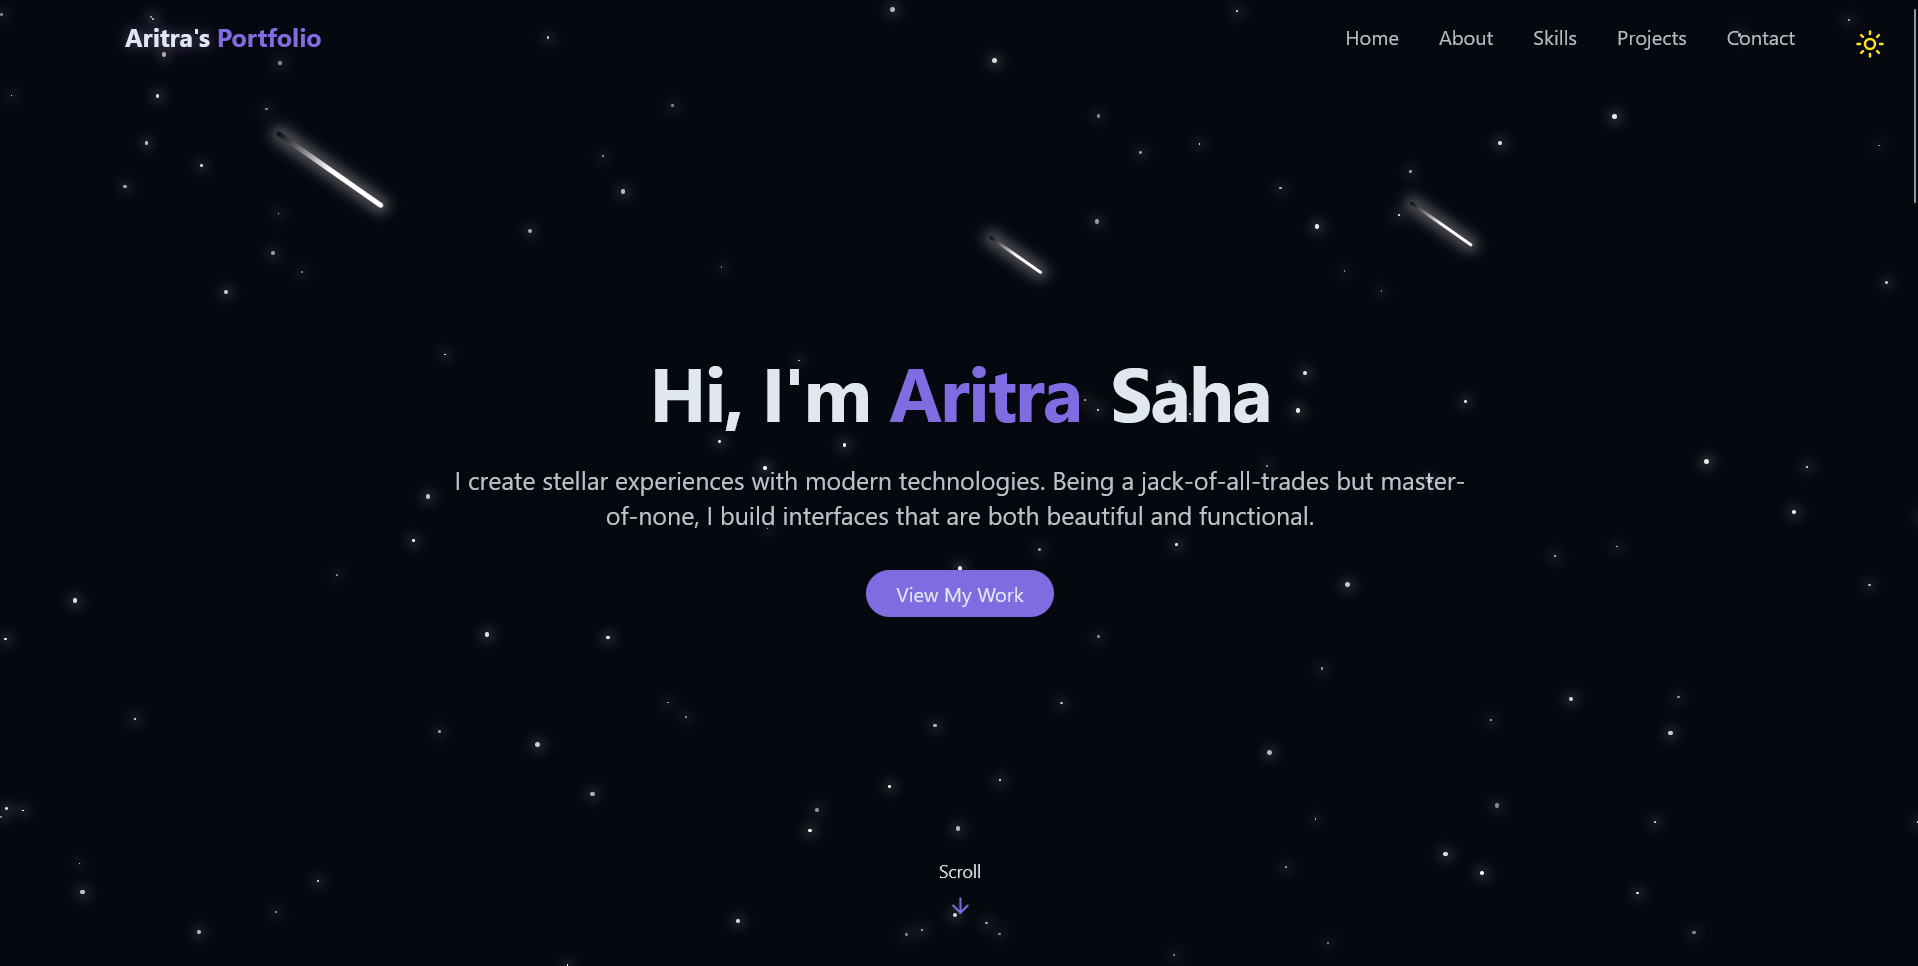 Aritra's Portfolio
Home About Skills Projects Contact
Hi, I'm Aritra Saha
I create stellar experiences with modern technologies. Being a jack-of-all-trades but master-
of-none, I build interfaces that are both beautiful and functional.
View My Work
Scroll